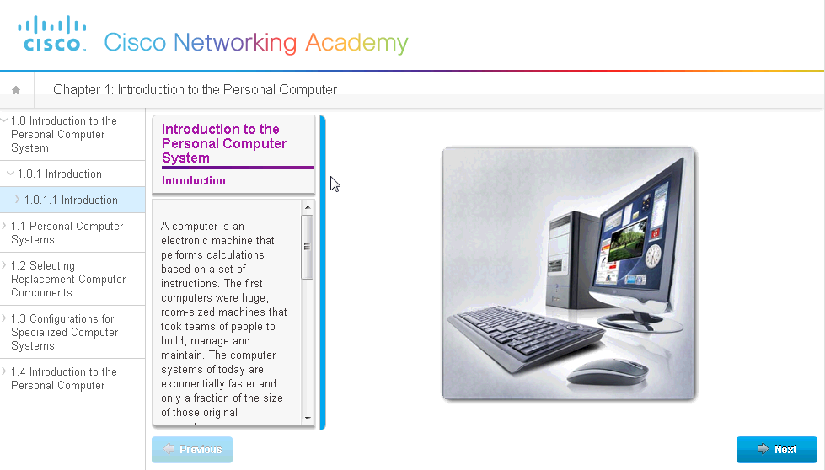 CISCO.
Cisco Networking Academy
Chapter 1: Introduction to the Personal Computer
1.0 Introduction to the
Personal Computer
System
1.0.1 Introduction
1.0.1.1 Introduction
1.1 Personal Computer
Systems
1.2 Selecting
Replacement Computer
Components
1.3 Configurations for
Specialized Computer
Systems
1.4 Introduction to the
Personal Computer
Introduction to the
Personal Computer
System
Introduction
A computer is an
electronic machine that
performs calculations
based on a set of
instructions. The first
computers were huge,
room-sized machines that
took teams of people to
build, manage and
maintain. The computer
systems of today are
exponentially faster and
only a fraction of the size
of those original
Previous
Next